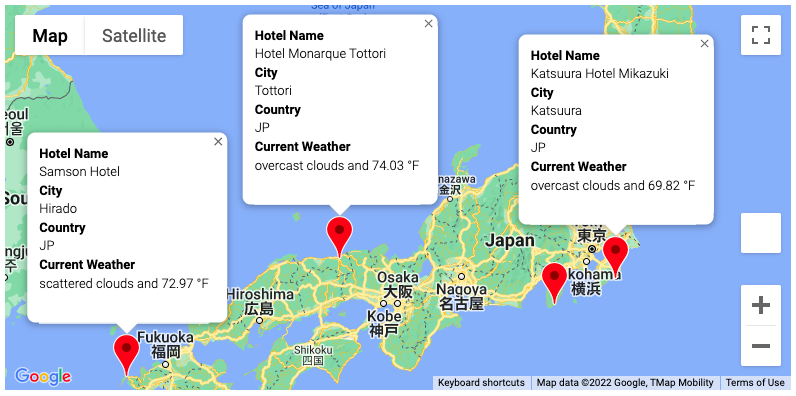 Map
Satellite
Sea of Japan
Hotel Name
Hotel Monarque Tottori
City
Tottori
Country
JP
Current Weather
overcast clouds and 74.03 °F
Hotel Name
Katsuura Hotel Mikazuki
City
Katsuura
Country
JP
Current Weather
overcast clouds and 69.82 °F
Hotel Name
Samson Hotel
City
Hirado
Country
JP
Current Weather
scattered clouds and 72.97 °F
eoul
울
Sou
nazawa
金沢
Japan
東京
kohama
横浜
Nagoya
名古屋
Osaka
大阪
Kobe
神戸
Hiroshima
広島
Shikoku
四国
Fukuoka
福岡
Google
Keyboard shortcuts
Map data ©2022 Google, TMap Mobility
Terms of Use